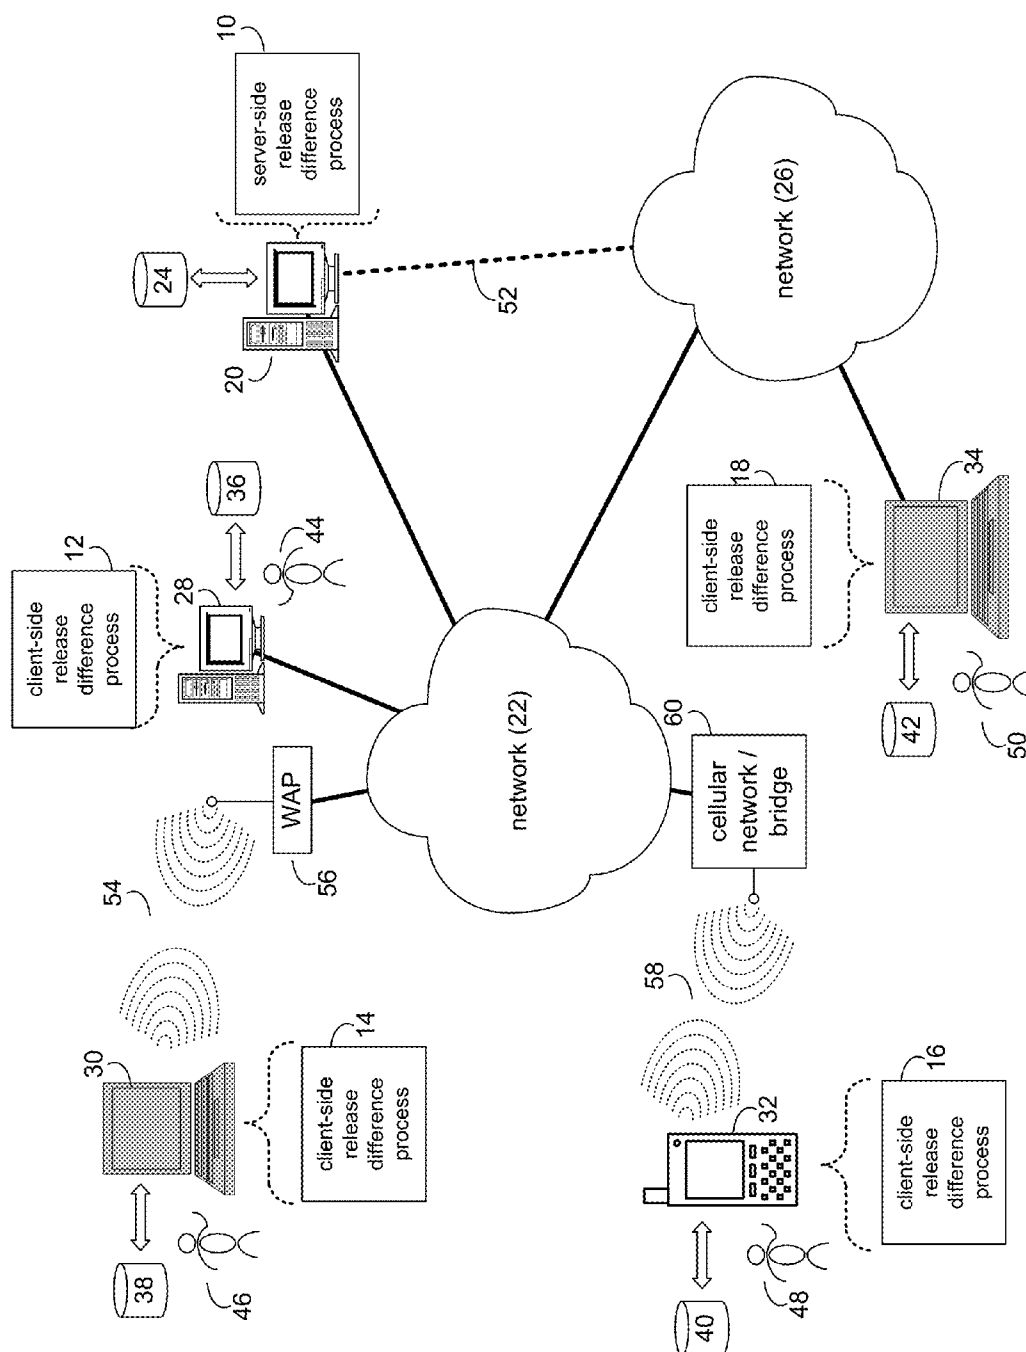 10
server-side
release
difference
process
24
20
52
network (26)
12
client-side
release
difference
process
28
36
44
18
client-side
release
difference
process
34
42
50
network (22)
WAP
56
54
60
cellular
network /
bridge
58
30
14
client-side
release
difference
process
38
46
32
16
client-side
release
difference
process
40
48